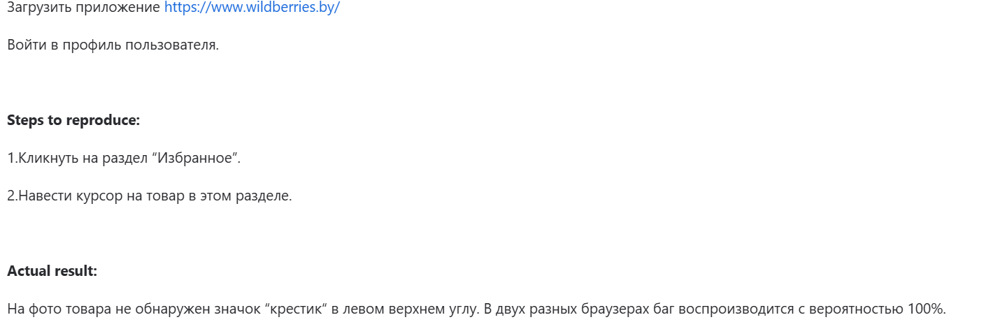 Загрузить приложение https://www.wildberries.by/
Войти в профиль пользователя.
Steps to reproduce:
1.Кликнуть на раздел “Избранное”.
2.Навести курсор на товар в этом разделе.
Actual result:
На фото товара не обнаружен значок “крестик“ в левом верхнем углу. В двух разных браузерах баг воспроизводится с вероятностью 100%.